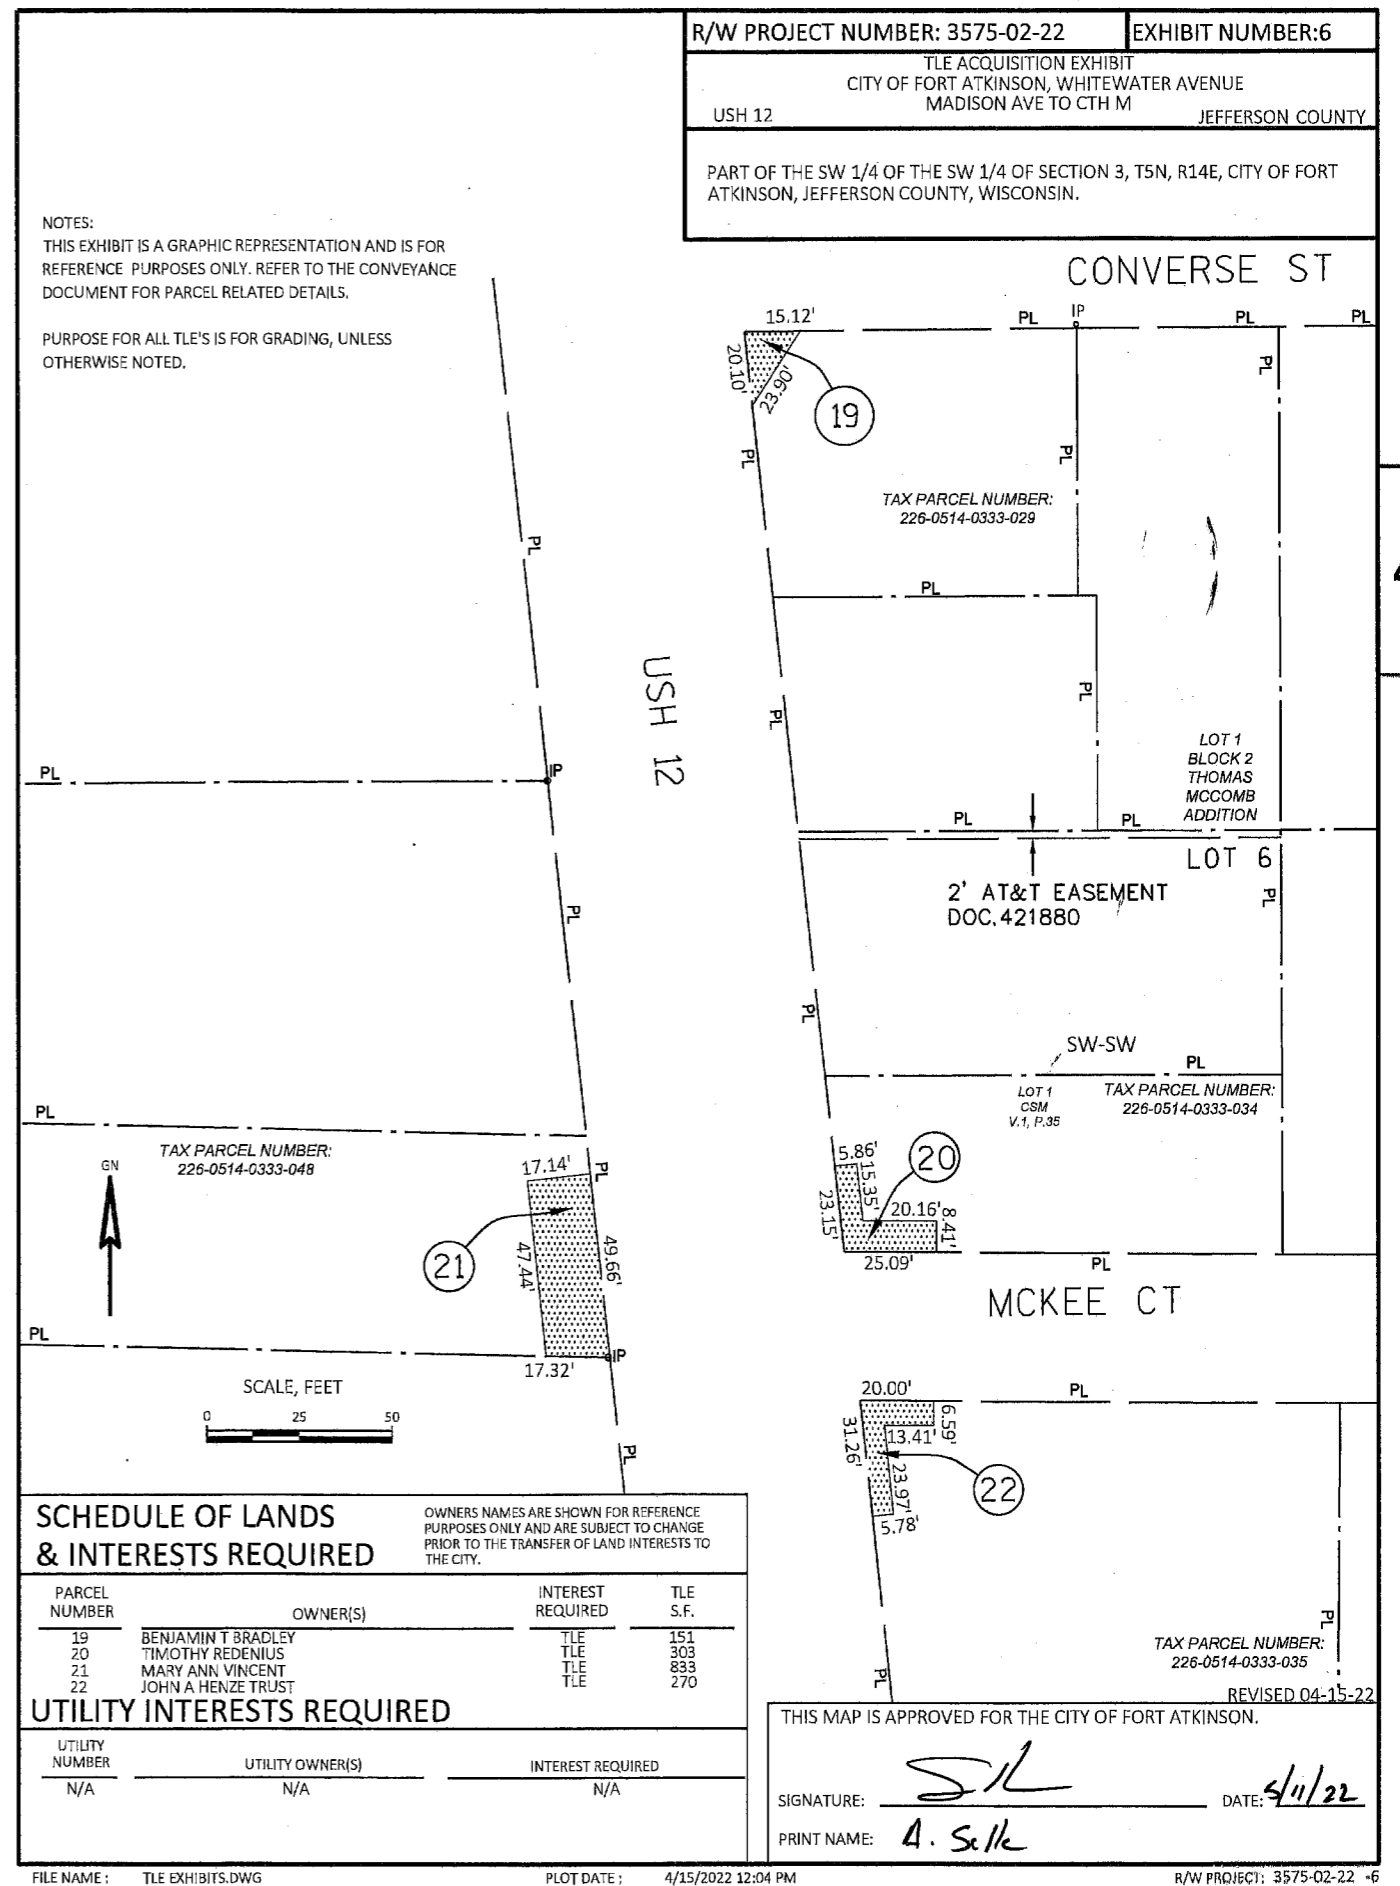 R/W PROJECT NUMBER: 3575-02-22
EXHIBIT NUMBER:6
TLE ACQUISITION EXHIBIT
CITY OF FORT ATKINSON, WHITEWATER AVENUE
MADISON AVE TO CTH M
USH 12
JEFFERSON COUNTY
PART OF THE SW 1/4 OF THE SW 1/4 OF SECTION 3, T5N, R14E, CITY OF FORT
ATKINSON, JEFFERSON COUNTY, WISCONSIN.
NOTES:
THIS EXHIBIT IS A GRAPHIC REPRESENTATION AND IS FOR
REFERENCE PURPOSES ONLY. REFER TO THE CONVEYANCE
DOCUMENT FOR PARCEL RELATED DETAILS.
PURPOSE FOR ALL TLE'S IS FOR GRADING, UNLESS
OTHERWISE NOTED.
CONVERSE ST
15.12'
PL
IP
PL
PL
20.10'
23.90'
PL
19
PL
PL
TAX PARCEL NUMBER:
226-0514-0333-029
PL
PL
USH 12
PL
PL
LOT 1
BLOCK 2
THOMAS
MCCOMB
ADDITION
PL
IP
PL
PL
LOT 6
2' AT&T EASEMENT
DOC.421880
PL
PL
PL
SW-SW
PL
LOT 1
CSM
V.1, P.35
TAX PARCEL NUMBER:
226-0514-0333-034
PL
TAX PARCEL NUMBER:
226-0514-0333-048
GN
17.14'
PL
21
47.44'
49.66'
5.86'
15.35'
23.15'
20
20.16'
8.41'
25.09'
PL
MCKEE CT
PL
17.32'
IP
SCALE, FEET
0 25 50
PL
20.00'
PL
6.59'
31.26'
13.41'
23.97'
22
5.78'
PL
PL
TAX PARCEL NUMBER:
226-0514-0333-035
REVISED 04-15-22
SCHEDULE OF LANDS
& INTERESTS REQUIRED
OWNERS NAMES ARE SHOWN FOR REFERENCE
PURPOSES ONLY AND ARE SUBJECT TO CHANGE
PRIOR TO THE TRANSFER OF LAND INTERESTS TO
THE CITY.
PARCEL NUMBER OWNER(S) INTEREST REQUIRED TLE S.F.
19 BENJAMIN T BRADLEY TLE 151
20 TIMOTHY REDENIUS TLE 303
21 MARY ANN VINCENT TLE 833
22 JOHN A HENZE TRUST TLE 270
UTILITY INTERESTS REQUIRED
UTILITY NUMBER UTILITY OWNER(S) INTEREST REQUIRED
N/A N/A N/A
THIS MAP IS APPROVED FOR THE CITY OF FORT ATKINSON.
SIGNATURE:
DATE: 5/11/22
PRINT NAME: A. Selle
FILE NAME : TLE EXHIBITS.DWG
PLOT DATE : 4/15/2022 12:04 PM
R/W PROJECT: 3575-02-22 -6